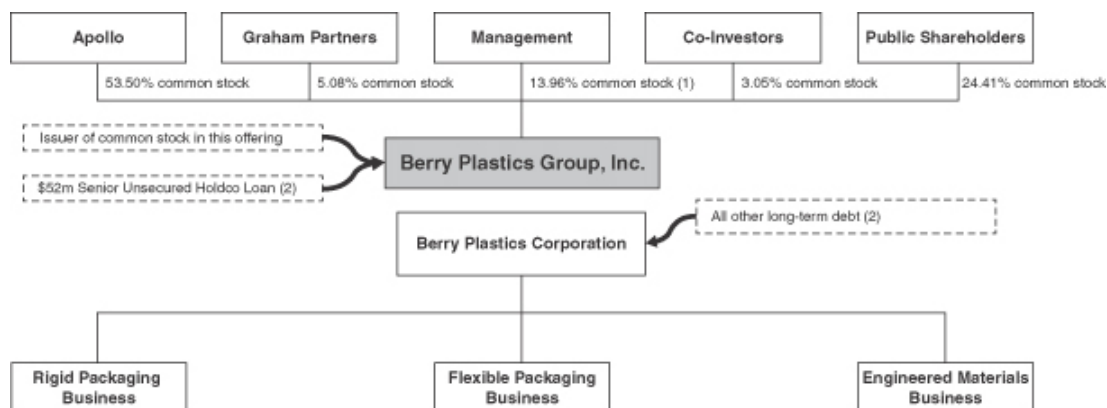 Apollo
Graham Partners
Management
Co-Investors
Public Shareholders
53.50% common stock
5.08% common stock
13.96% common stock (1)
3.05% common stock
24.41% common stock
Issuer of common stock in this offering
Berry Plastics Group, Inc.
$52m Senior Unsecured Holdco Loan (2)
All other long-term debt (2)
Berry Plastics Corporation
Rigid Packaging
Business
Flexible Packaging
Business
Engineered Materials
Business